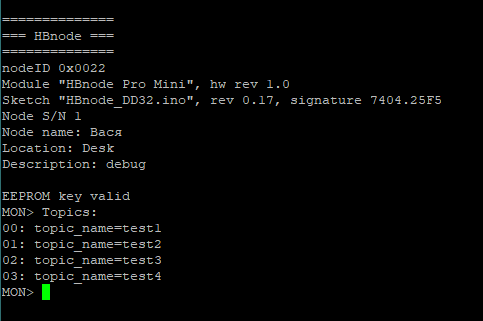 ==============
=== HBnode ===
==============
nodeID 0x0022
Module "HBnode Pro Mini", hw rev 1.0
Sketch "HBnode_DD32.ino", rev 0.17, signature 7404.25F5
Node S/N 1
Node name: Вася
Location: Desk
Description: debug
EEPROM key valid
MON> Topics:
00: topic_name=test1
01: topic_name=test2
02: topic_name=test3
03: topic_name=test4
MON>